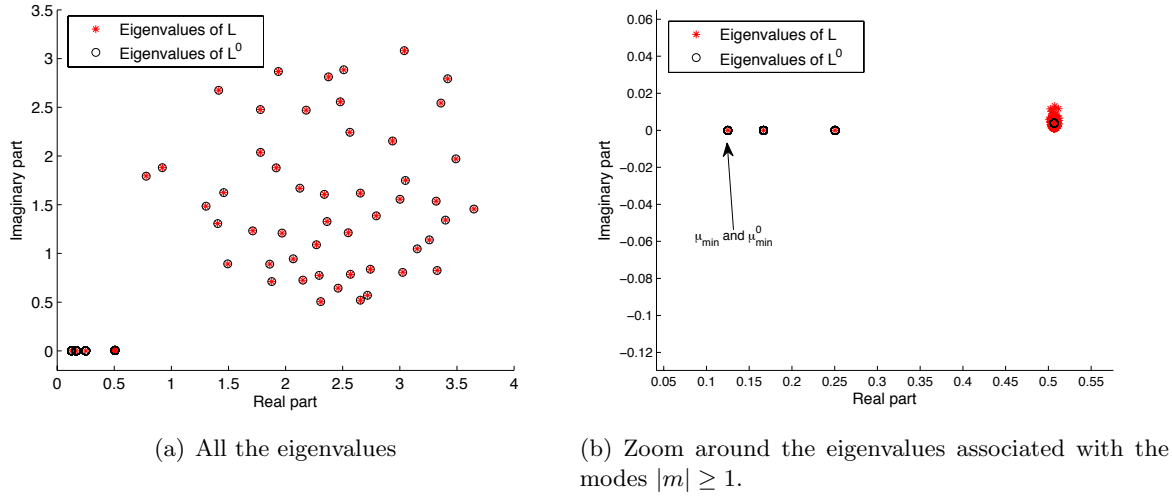 Eigenvalues of L
Eigenvalues of L⁰
Imaginary part
3.5
3
2.5
2
1.5
1
0.5
0
0 0.5 1 1.5 2 2.5 3 3.5 4
Real part
(a) All the eigenvalues
Eigenvalues of L
Eigenvalues of L⁰
Imaginary part
0.06
0.04
0.02
0
−0.02
−0.04
−0.06
−0.08
−0.1
−0.12
μmin and μ⁰min
0.05 0.1 0.15 0.2 0.25 0.3 0.35 0.4 0.45 0.5 0.55
Real part
(b) Zoom around the eigenvalues associated with the
modes |m| ≥ 1.